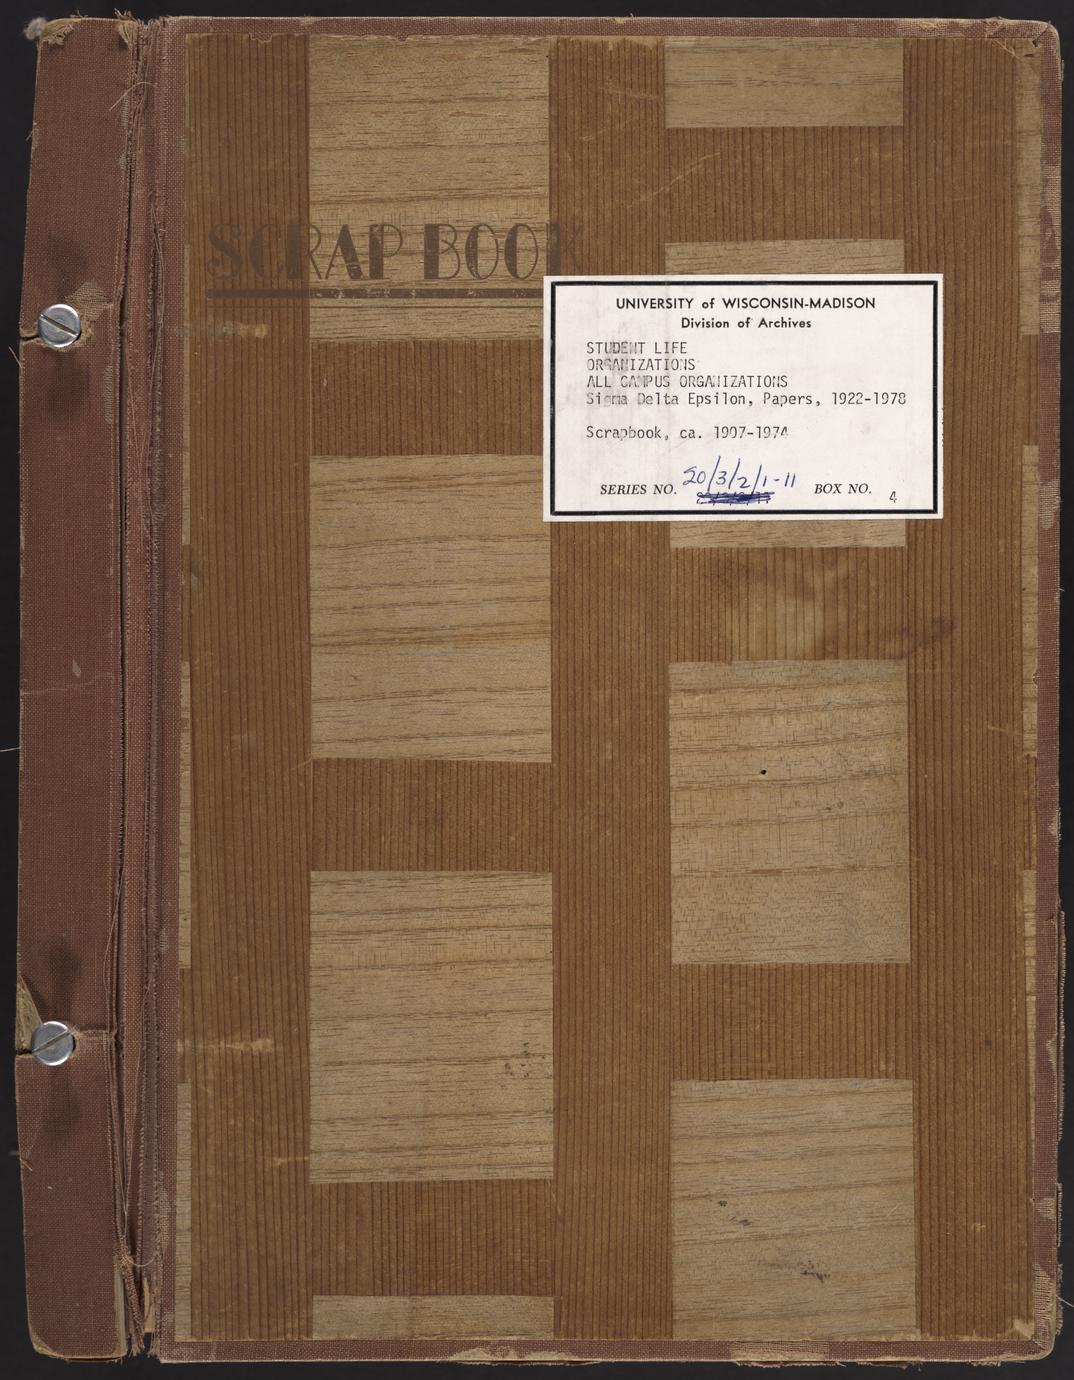 SCRAP BOOK
UNIVERSITY of WISCONSIN-MADISON
Division of Archives
STUDENT LIFE
ORGANIZATIONS
ALL CAMPUS ORGANIZATIONS
Sigma Delta Epsilon, Papers, 1922-1978
Scrapbook, ca. 1907-1974
SERIES NO. 20/3/2/1-11 BOX NO. 4